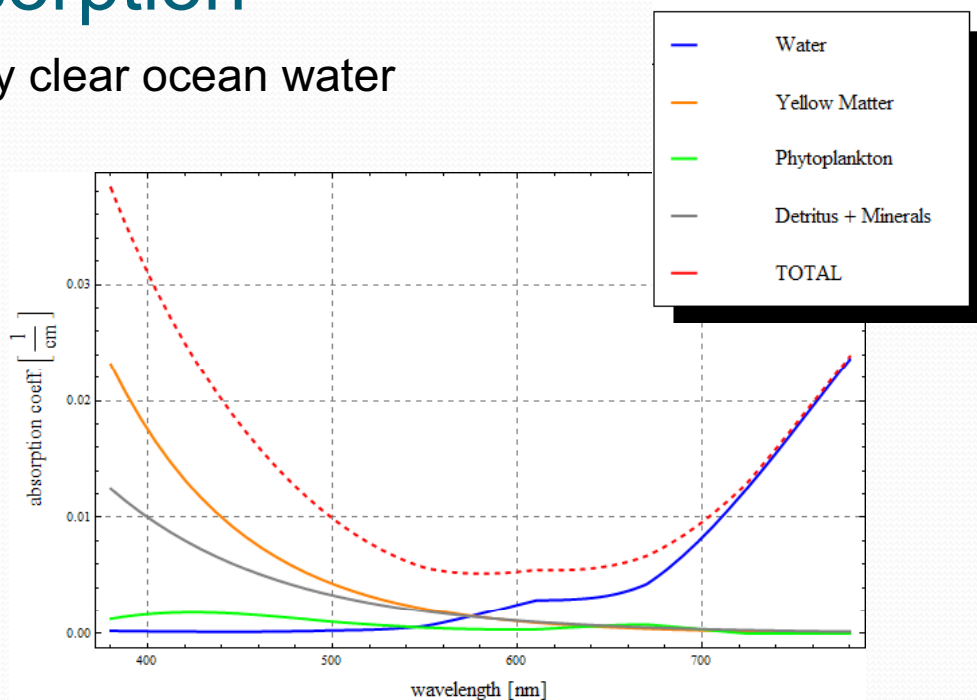 Water
y clear ocean water
Yellow Matter
Phytoplankton
Detritus + Minerals
TOTAL
absorption coeff. [1/cm]
0.03
0.02
0.01
0.00
400 500 600 700
wavelength [nm]